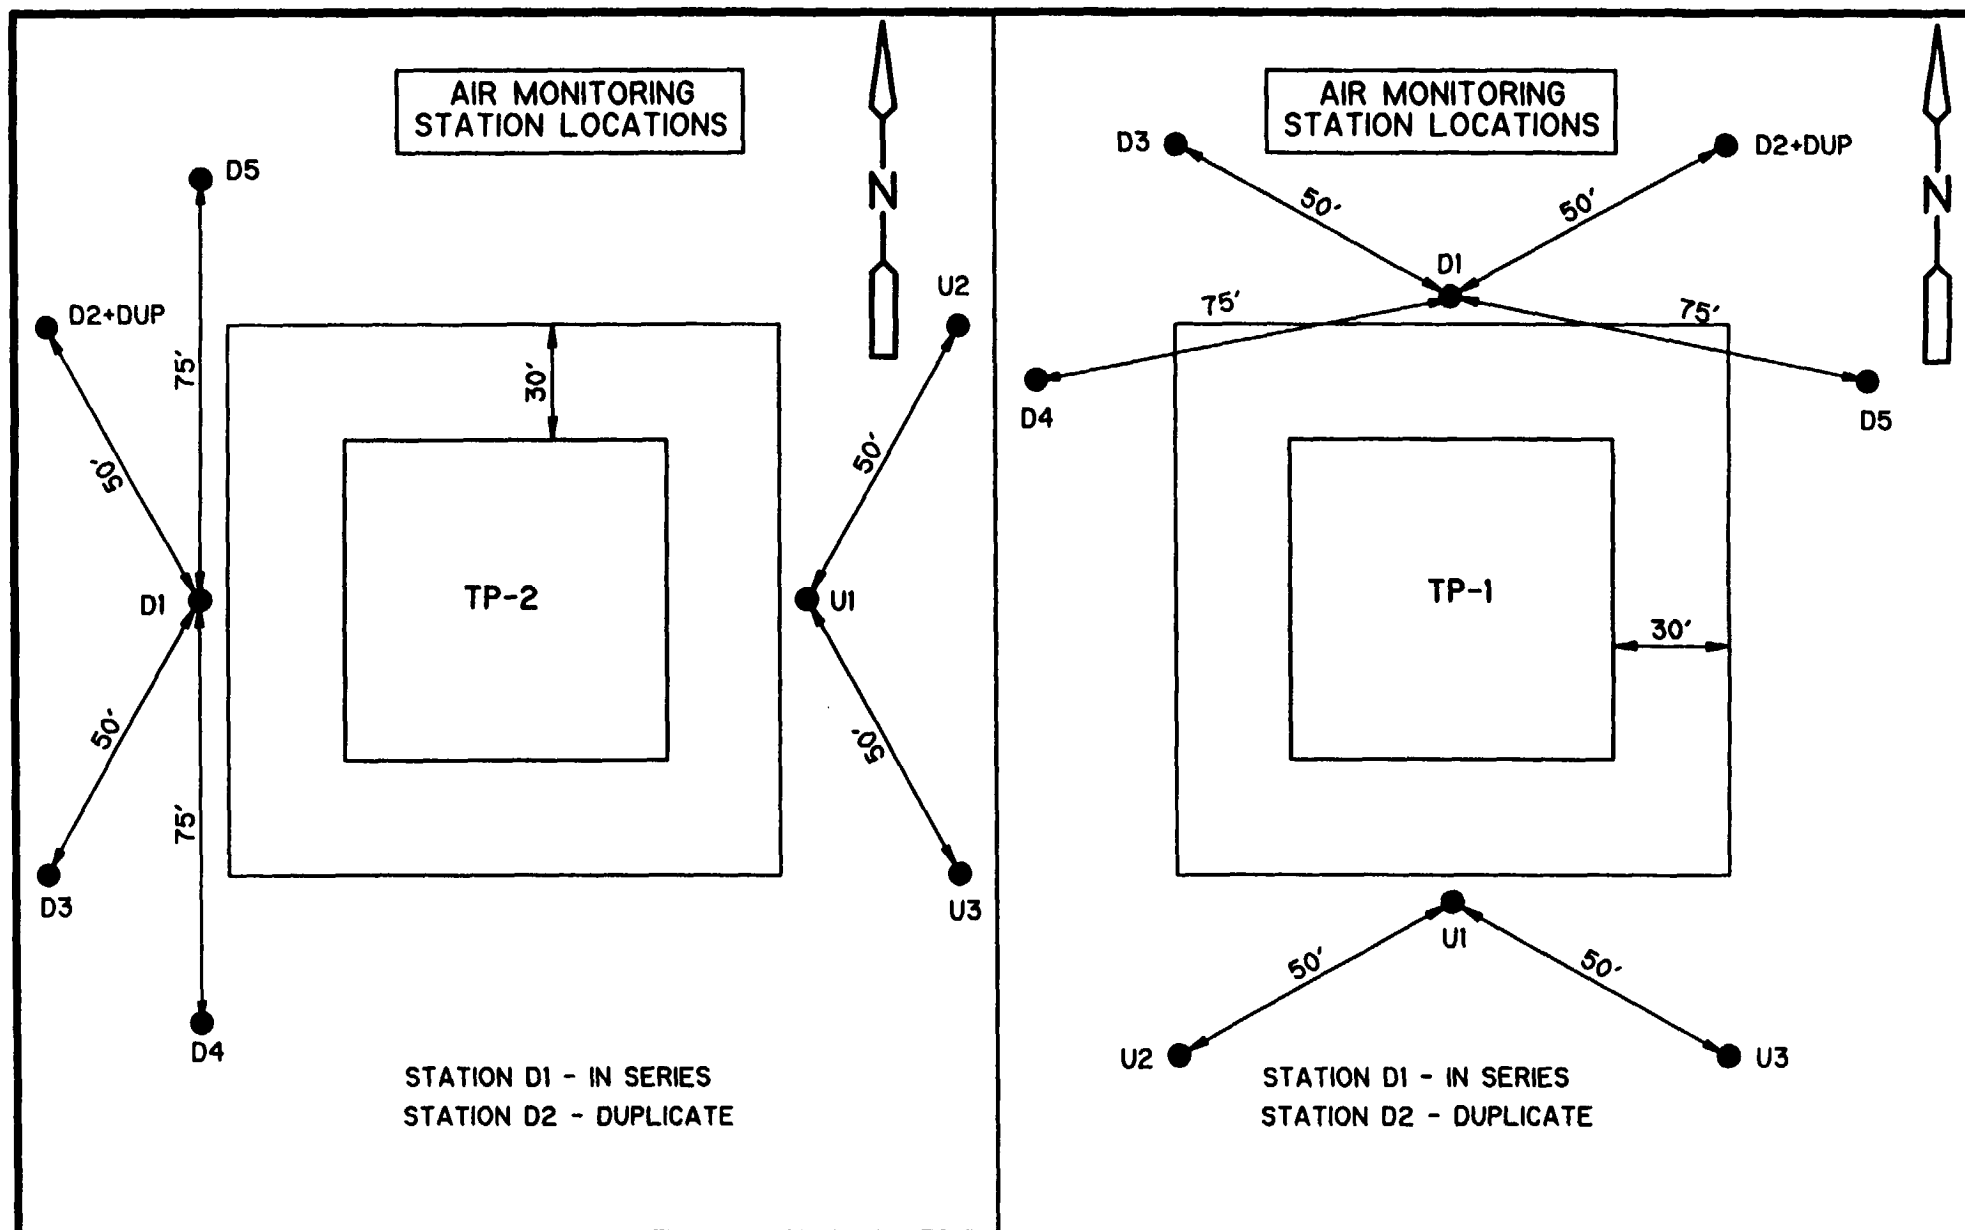 AIR MONITORING
STATION LOCATIONS
N
D5
D2+DUP
U2
75'
30'
50'
50'
D1
TP-2
U1
50'
50'
75'
D3
U3
D4
STATION D1 - IN SERIES
STATION D2 - DUPLICATE
AIR MONITORING
STATION LOCATIONS
N
D3
D2+DUP
50'
50'
D1
75'
75'
D4
D5
TP-1
30'
U1
50'
50'
U2
U3
STATION D1 - IN SERIES
STATION D2 - DUPLICATE